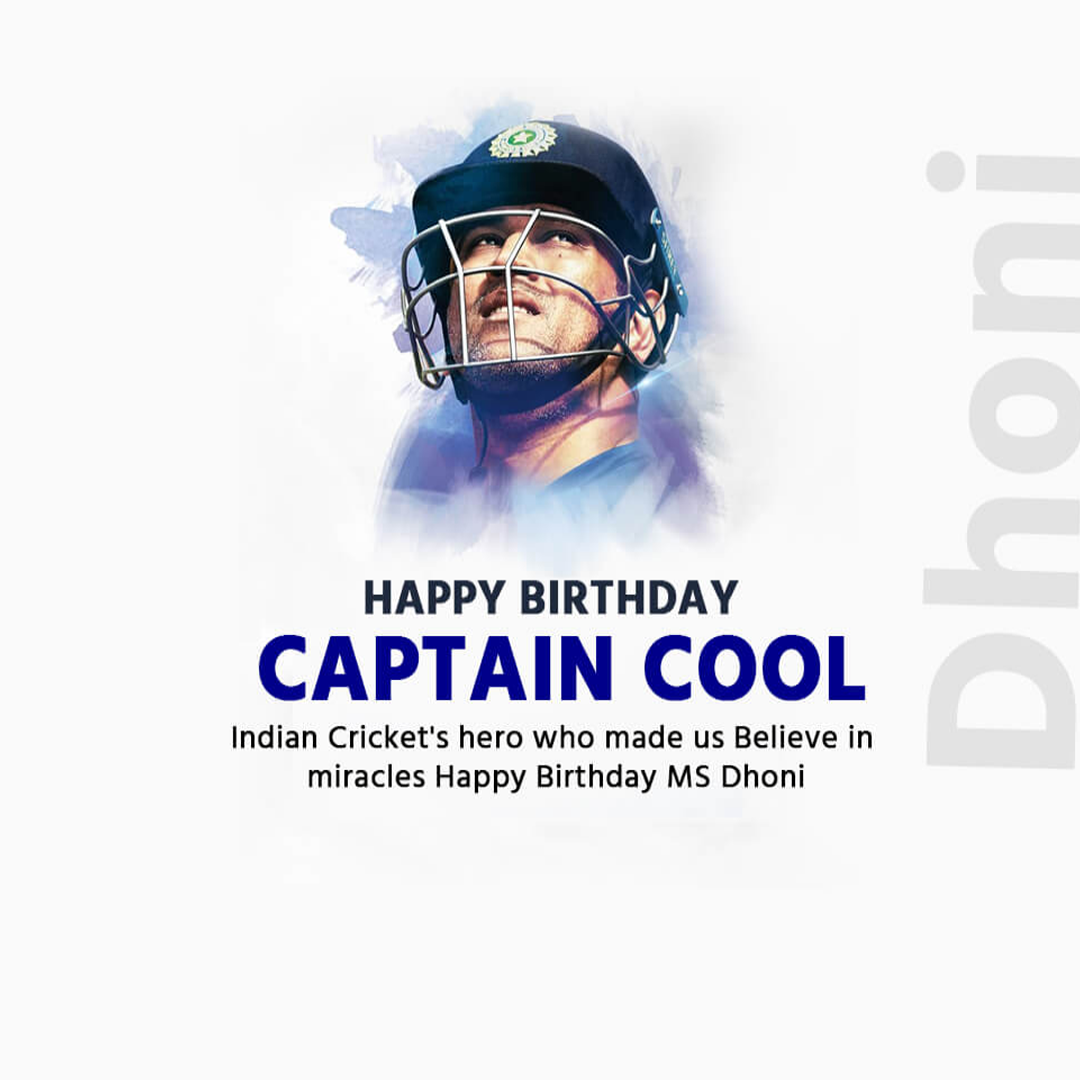 HAPPY BIRTHDAY
CAPTAIN COOL
Indian Cricket's hero who made us Believe in
miracles Happy Birthday MS Dhoni
Dhoni